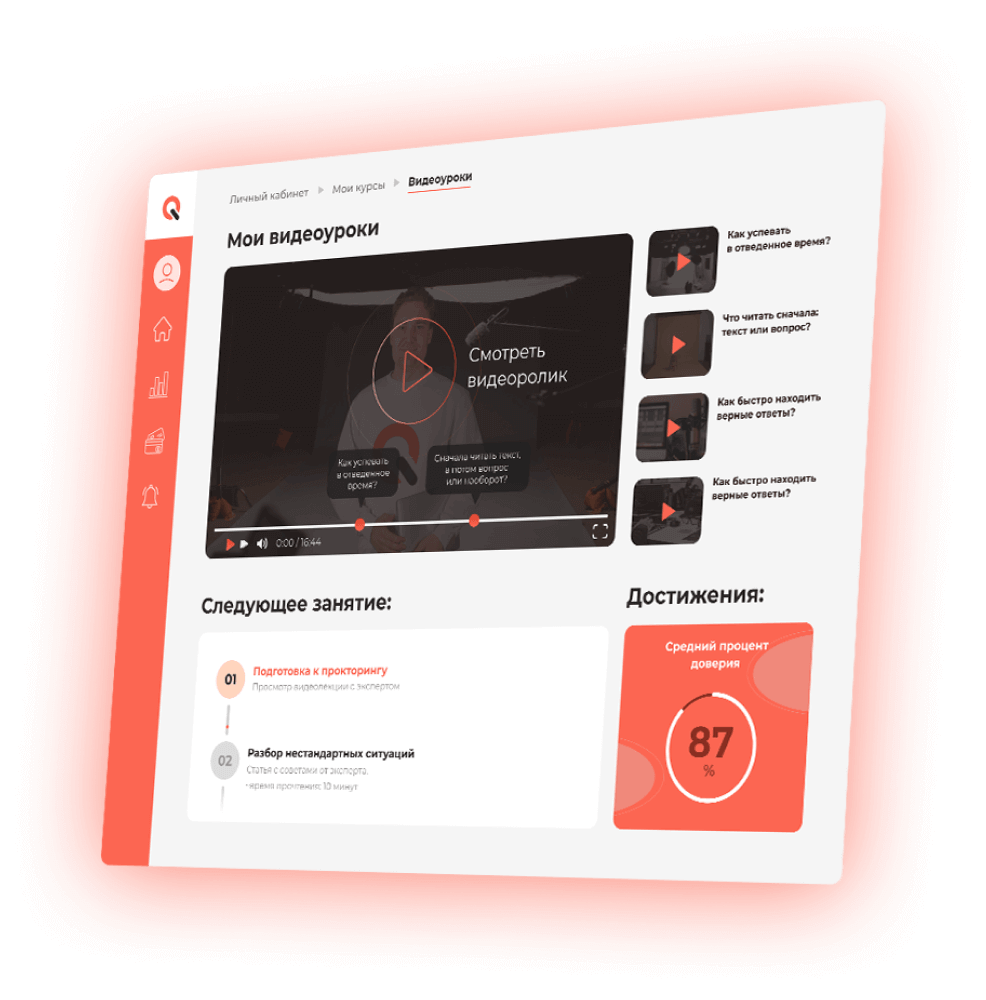 Личный кабинет Мои курсы Видеоуроки
Мои видеоуроки
Смотреть
видеоролик
Как успевать
в отведенное
время?
Сначала читать текст,
а потом вопрос
или наоборот?
0:00 / 16:44
Как успевать
в отведенное время?
Что читать сначала:
текст или вопрос?
Как быстро находить
верные ответы?
Как быстро находить
верные ответы?
Следующее занятие:
01
Подготовка к прокторингу
Просмотр видеолекции с экспертом
02
Разбор нестандартных ситуаций
Статья с советами от эксперта.
•время прочтения: 10 минут
Достижения:
Средний процент
доверия
87
%